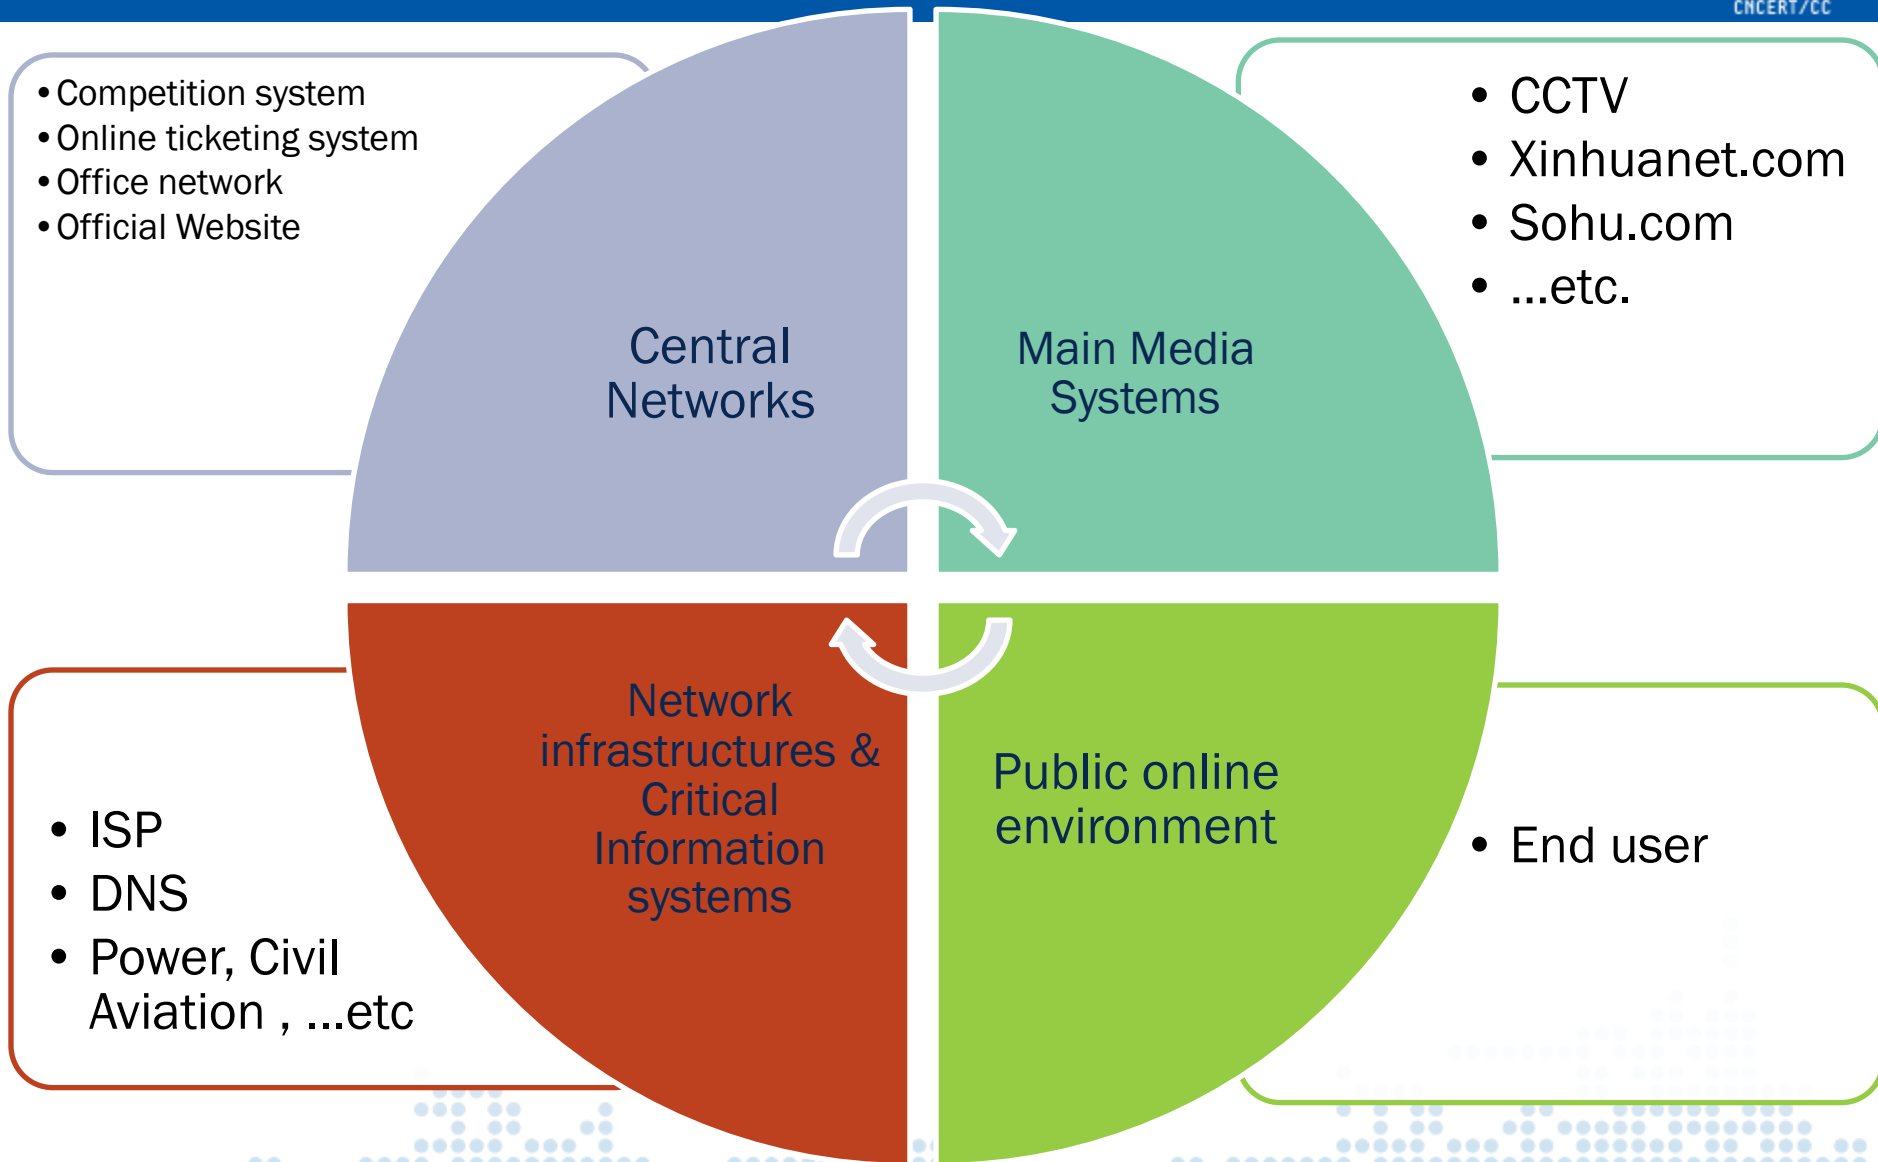 CNCERT/CC
• Competition system
• Online ticketing system
• Office network
• Official Website
Central
Networks
Main Media
Systems
• CCTV
• Xinhuanet.com
• Sohu.com
• ...etc.
Network
infrastructures &
Critical
Information
systems
• ISP
• DNS
• Power, Civil
Aviation , ...etc
Public online
environment
• End user